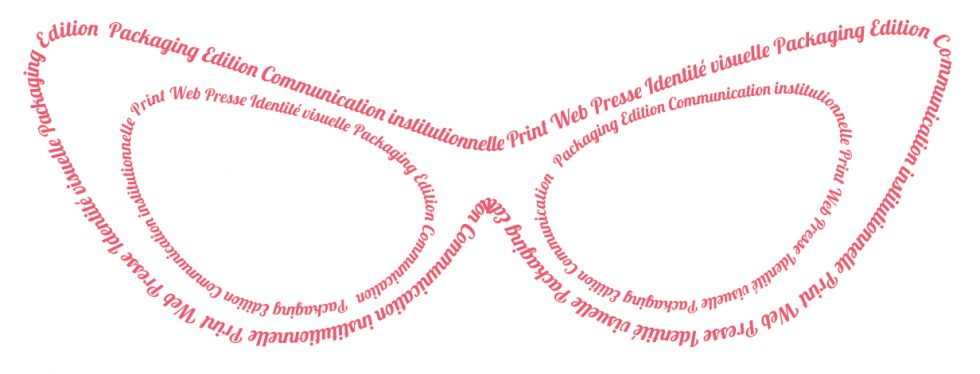 Packaging Edition Communication institutionnelle Print Web Presse Identité visuelle Packaging Edition Communication institutionnelle Print Web Presse Identité visuelle Packaging Edition Communication institutionnelle Print Web Presse Identité visuelle Packaging Edition
Print Web Presse Identité visuelle Packaging Edition Communication Packaging Edition Communication institutionnelle
Packaging Edition Communication institutionnelle Print Web Presse Identité visuelle Packaging Edition Communication